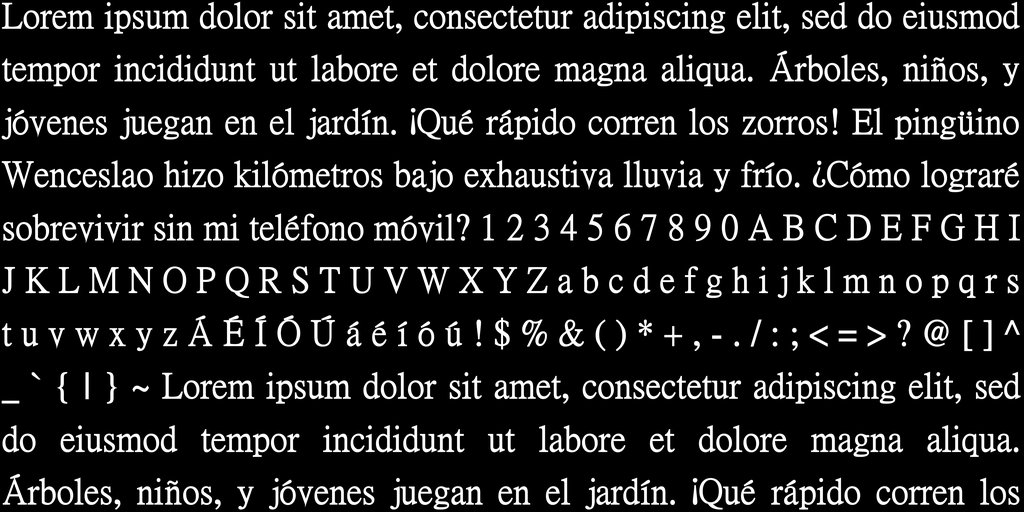 Lorem ipsum dolor sit amet, consectetur adipiscing elit, sed do eiusmod
tempor incididunt ut labore et dolore magna aliqua. Árboles, niños, y
jóvenes juegan en el jardín. ¡Qué rápido corren los zorros! El pingüino
Wenceslao hizo kilómetros bajo exhaustiva lluvia y frío. ¿Cómo lograré
sobrevivir sin mi teléfono móvil? 1 2 3 4 5 6 7 8 9 0 A B C D E F G H I
J K L M N O P Q R S T U V W X Y Z a b c d e f g h i j k l m n o p q r s
t u v w x y z Á É Í Ó Ú á é í ó ú ! $ % & ( ) * + , - . / : ; < = > ? @ [ ] ^
_ ` { | } ~ Lorem ipsum dolor sit amet, consectetur adipiscing elit, sed
do eiusmod tempor incididunt ut labore et dolore magna aliqua.
Árboles, niños, y jóvenes juegan en el jardín. ¡Qué rápido corren los